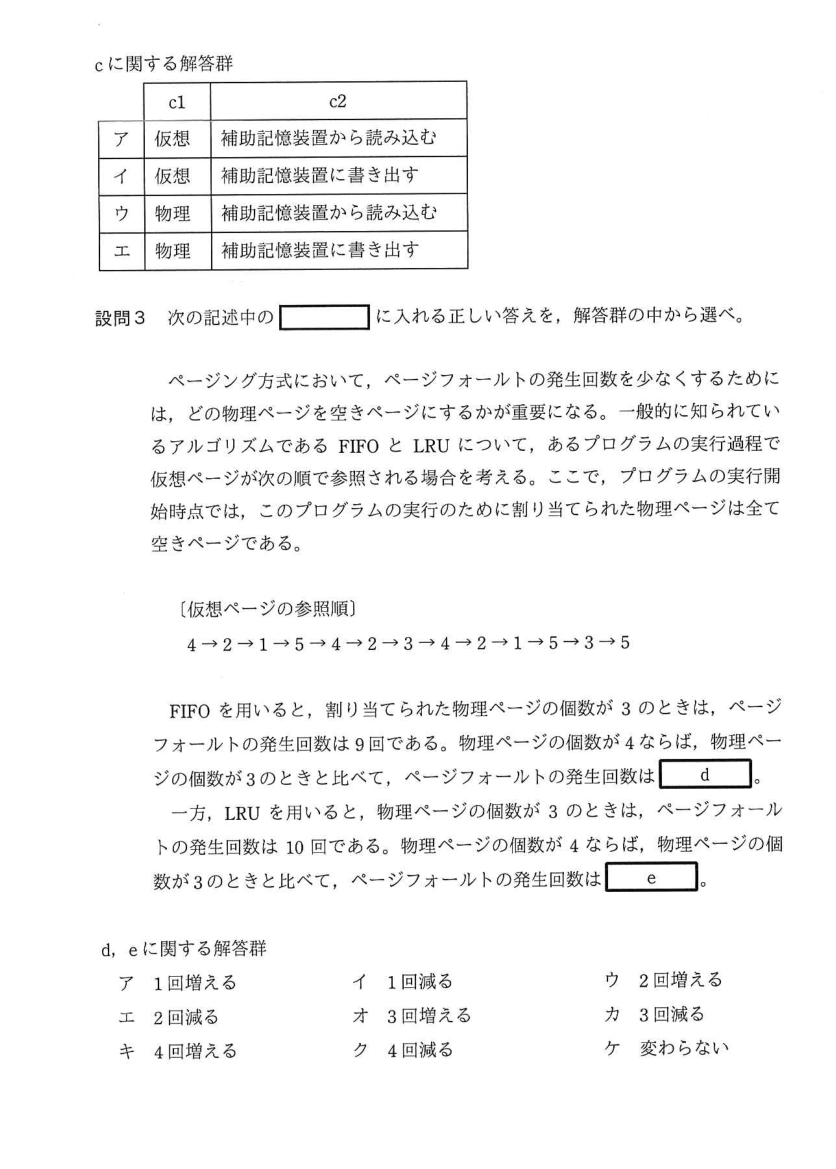 cに関する解答群
c1 c2
ア 仮想 補助記憶装置から読み込む
イ 仮想 補助記憶装置に書き出す
ウ 物理 補助記憶装置から読み込む
エ 物理 補助記憶装置に書き出す
設問3 次の記述中の に入れる正しい答えを，解答群の中から選べ。
ページング方式において，ページフォールトの発生回数を少なくするために
は，どの物理ページを空きページにするかが重要になる。一般的に知られてい
るアルゴリズムである FIFO と LRU について，あるプログラムの実行過程で
仮想ページが次の順で参照される場合を考える。ここで，プログラムの実行開
始時点では，このプログラムの実行のために割り当てられた物理ページは全て
空きページである。
〔仮想ページの参照順〕
4→2→1→5→4→2→3→4→2→1→5→3→5
FIFO を用いると，割り当てられた物理ページの個数が 3 のときは，ページ
フォールトの発生回数は9回である。物理ページの個数が4ならば，物理ペー
ジの個数が3のときと比べて，ページフォールトの発生回数は d 。
一方，LRU を用いると，物理ページの個数が 3 のときは，ページフォール
トの発生回数は 10 回である。物理ページの個数が 4 ならば，物理ページの個
数が3のときと比べて，ページフォールトの発生回数は e 。
d，eに関する解答群
ア 1回増える イ 1回減る ウ 2回増える
エ 2回減る オ 3回増える カ 3回減る
キ 4回増える ク 4回減る ケ 変わらない